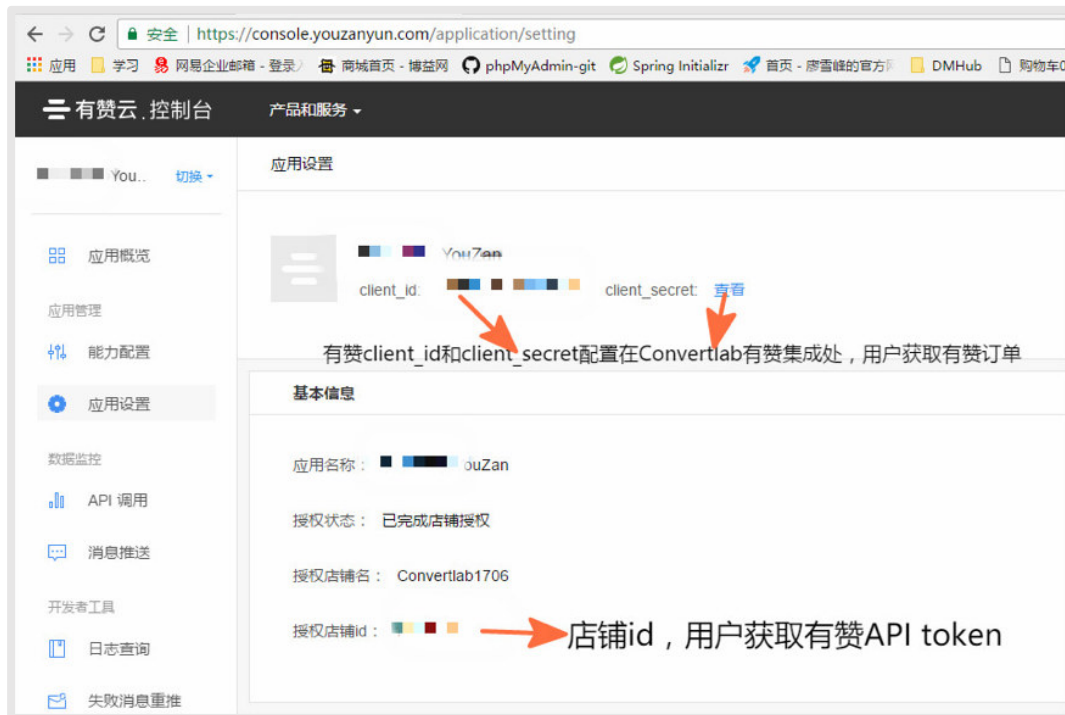 安全 | https://console.youzanyun.com/application/setting
应用 学习 网易企业邮箱 - 登录 商城首页 - 博益网 phpMyAdmin-git Spring Initializr 首页 - 廖雪峰的官方 DMHub 购物车
有赞云.控制台 产品和服务
You.. 切换
应用设置
应用概览
YouZan
client_id: client_secret: 查看
应用管理
能力配置
有赞client_id和client_secret配置在Convertlab有赞集成处，用户获取有赞订单
基本信息
应用设置
数据监控
应用名称： ouZan
API 调用
授权状态： 已完成店铺授权
消息推送
授权店铺名： Convertlab1706
开发者工具
授权店铺id： 店铺id，用户获取有赞API token
日志查询
失败消息重推